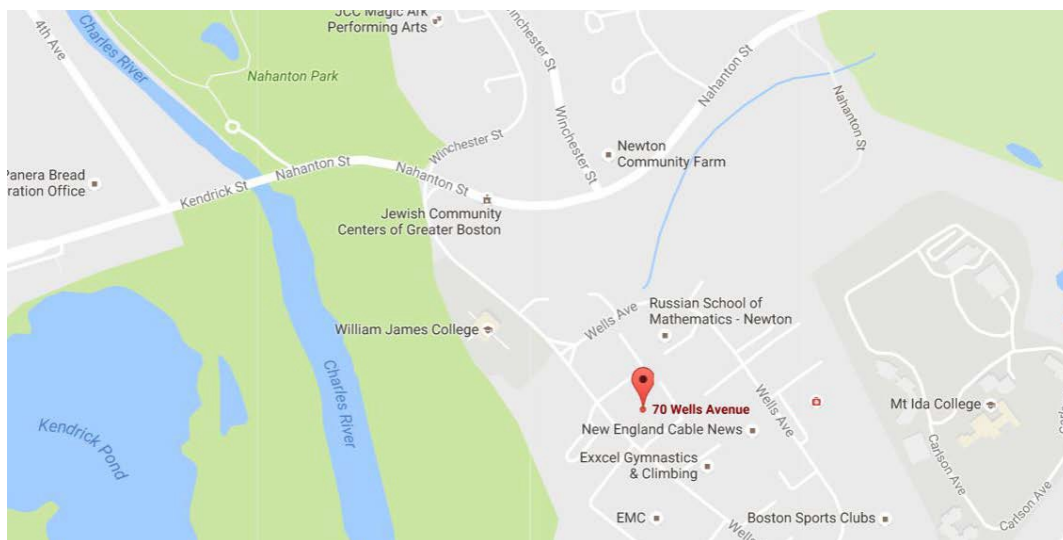 JCC Magic Ark
Performing Arts
4th Ave
Charles River
Nahanton Park
Winchester St
Winchester St
Nahanton St
Nahanton St
Winchester St
Newton
Community Farm
Panera Bread
ration Office
Kendrick St
Nahanton St
Nahanton St
Jewish Community
Centers of Greater Boston
Wells Ave
Russian School of
Mathematics - Newton
William James College
Charles River
70 Wells Avenue
Wells Ave
Mt Ida College
Kendrick Pond
New England Cable News
Exxcel Gymnastics
& Climbing
Carlson Ave
Carlson Ave
EMC
Boston Sports Clubs